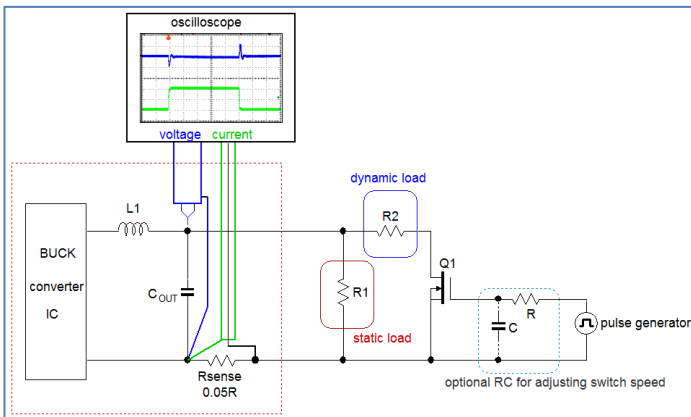 oscilloscope
voltage current
dynamic load
L1
R2
BUCK
converter
IC
COUT
R1
Q1
static load
C
R
pulse generator
Rsense
0.05R
optional RC for adjusting switch speed